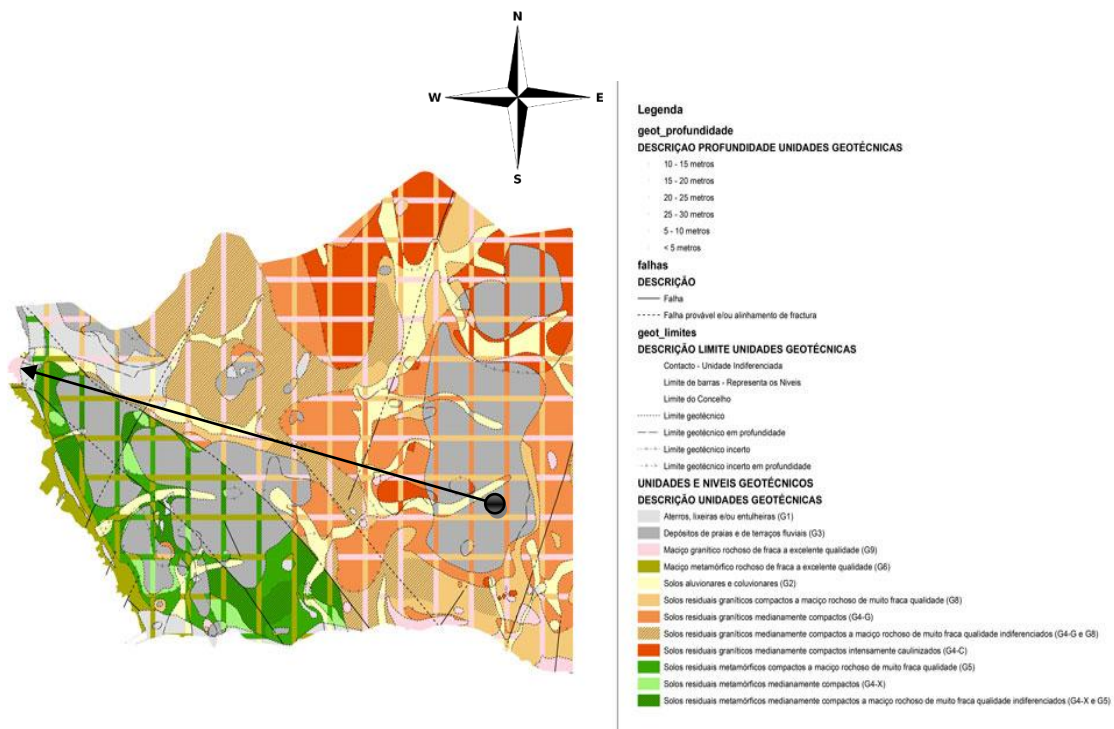 N
W
E
S
Legenda
geot_profundidade
DESCRIÇAO PROFUNDIDADE UNIDADES GEOTÉCNICAS
10 - 15 metros
15 - 20 metros
20 - 25 metros
25 - 30 metros
5 - 10 metros
< 5 metros
falhas
DESCRIÇÃO
Falha
Falha provável e/ou alinhamento de fractura
geot_limites
DESCRIÇÃO LIMITE UNIDADES GEOTÉCNICAS
Contacto - Unidade Indiferenciada
Limite de barras - Representa os Niveis
Limite do Concelho
Limite geotécnico
Limite geotécnico em profundidade
Limite geotécnico incerto
Limite geotécnico incerto em profundidade
UNIDADES E NIVEIS GEOTÉCNICOS
DESCRIÇÃO UNIDADES GEOTÉCNICAS
Aterros, lixeiras e/ou entulheiras (G1)
Depósitos de praias e de terraços fluviais (G3)
Maciço granítico rochoso de fraca a excelente qualidade (G9)
Maciço metamórfico rochoso de fraca a excelente qualidade (G6)
Solos aluvionares e coluvionares (G2)
Solos residuais graníticos compactos a maciço rochoso de muito fraca qualidade (G8)
Solos residuais graníticos medianamente compactos (G4-G)
Solos residuais graníticos medianamente compactos a maciço rochoso de muito fraca qualidade indiferenciados (G4-G e G8)
Solos residuais graníticos medianamente compactos intensamente caulinizados (G4-C)
Solos residuais metamórficos compactos a maciço rochoso de muito fraca qualidade (G5)
Solos residuais metamórficos medianamente compactos (G4-X)
Solos residuais metamórficos medianamente compactos a maciço rochoso de muito fraca qualidade indiferenciados (G4-X e G5)